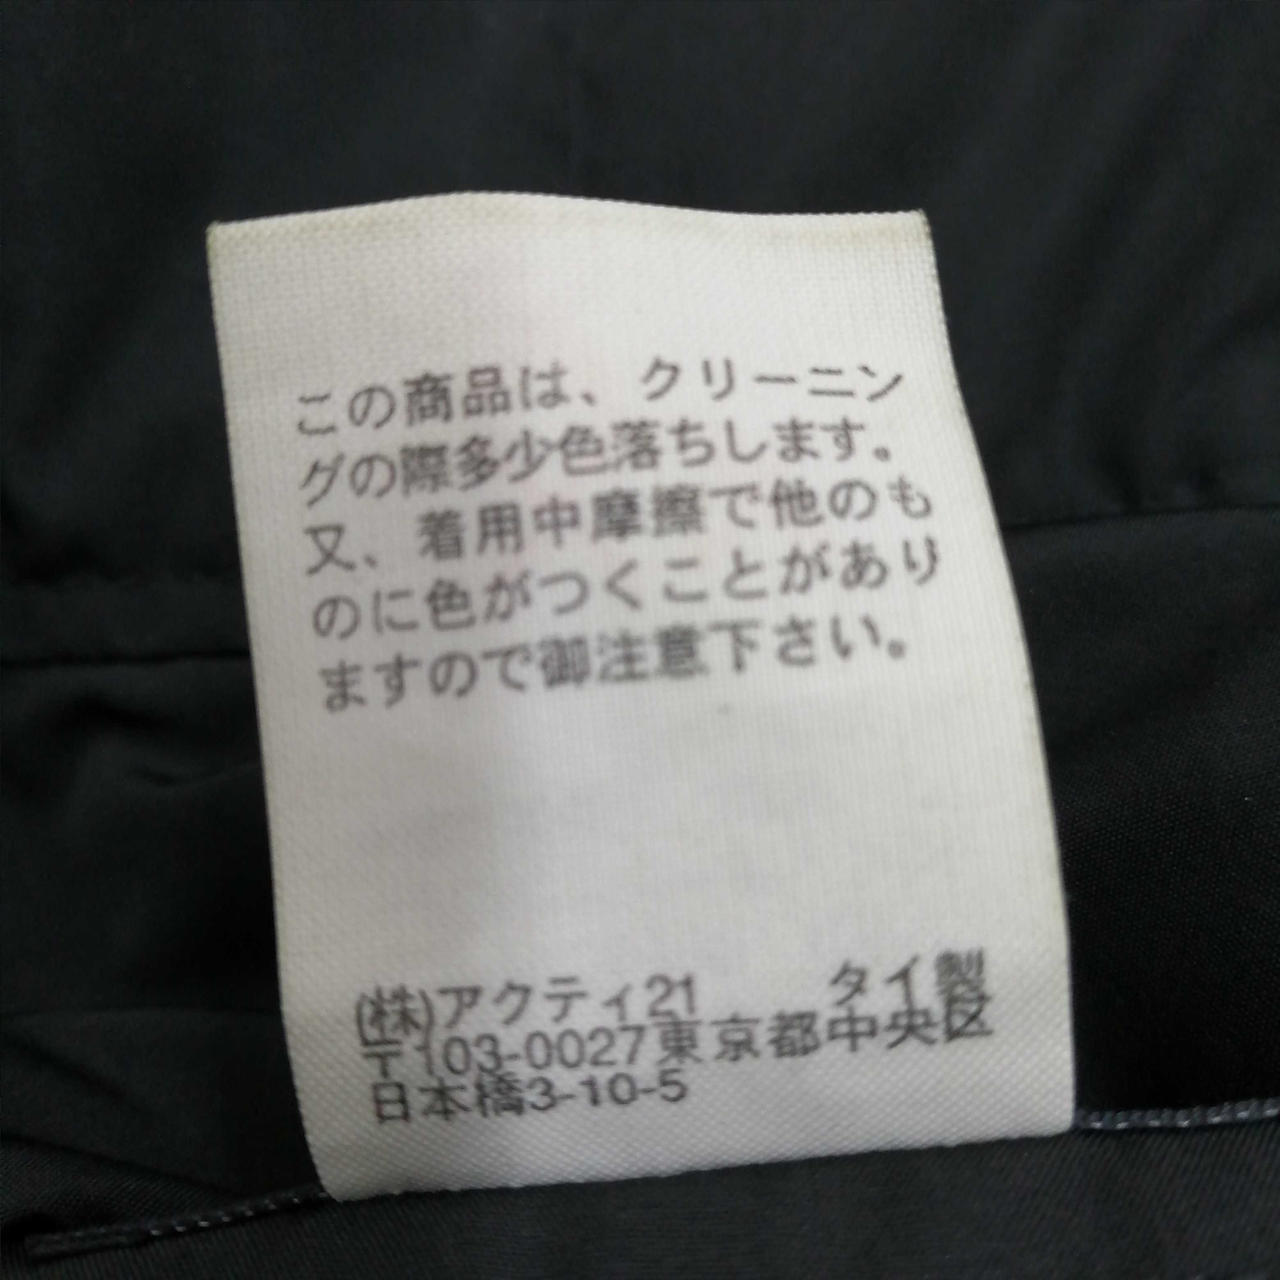 この商品は、クリーニン
グの際多少色落ちします。
又、着用中摩擦で他のも
のに色がつくことがあり
ますので御注意下さい。
(株)アクティ21 タイ製
〒103-0027東京都中央区
日本橋3-10-5